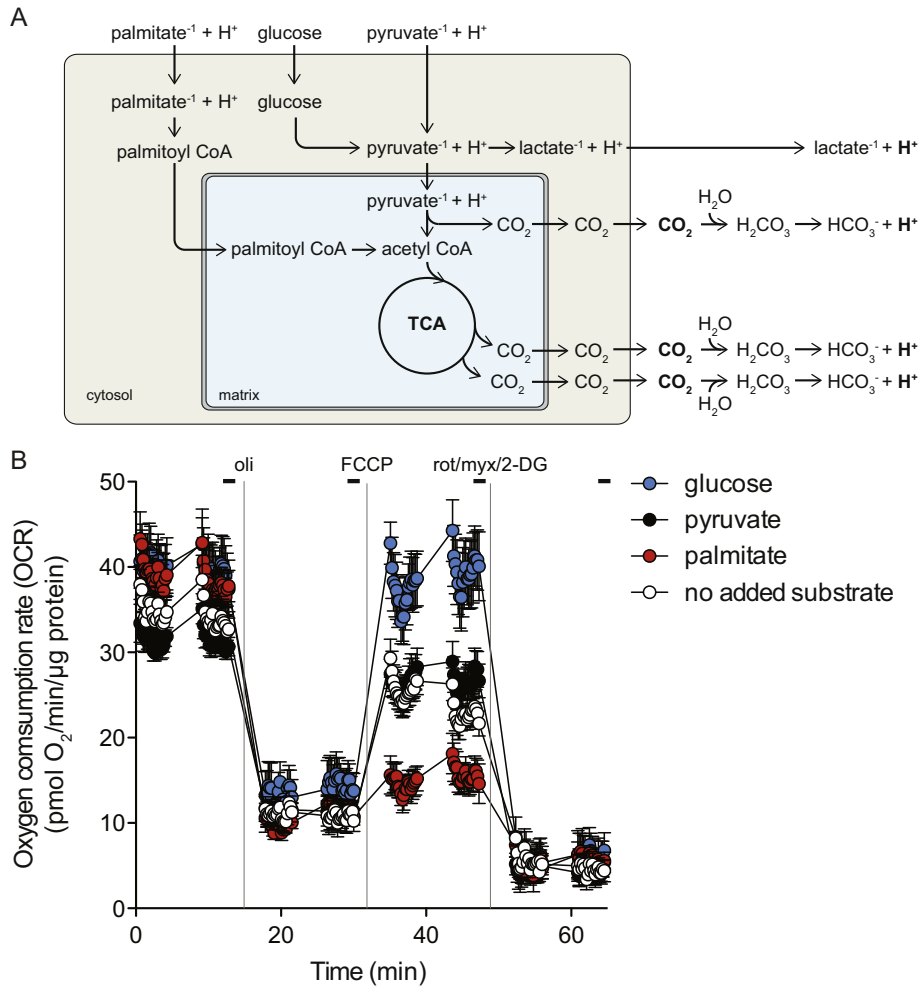 A
palmitate⁻¹ + H⁺ glucose pyruvate⁻¹ + H⁺
palmitate⁻¹ + H⁺ glucose
palmitoyl CoA pyruvate⁻¹ + H⁺ lactate⁻¹ + H⁺ lactate⁻¹ + H⁺
pyruvate⁻¹ + H⁺ H₂O
CO₂ CO₂ CO₂ H₂CO₃ HCO₃⁻ + H⁺
palmitoyl CoA acetyl CoA
TCA H₂O
CO₂ CO₂ CO₂ H₂CO₃ HCO₃⁻ + H⁺
CO₂ CO₂ CO₂ H₂CO₃ HCO₃⁻ + H⁺
cytosol matrix H₂O
B
oli FCCP rot/myx/2-DG
Oxygen comsumption rate (OCR)
(pmol O₂/min/µg protein)
50
40
30
20
10
0
0 20 40 60
Time (min)
glucose
pyruvate
palmitate
no added substrate